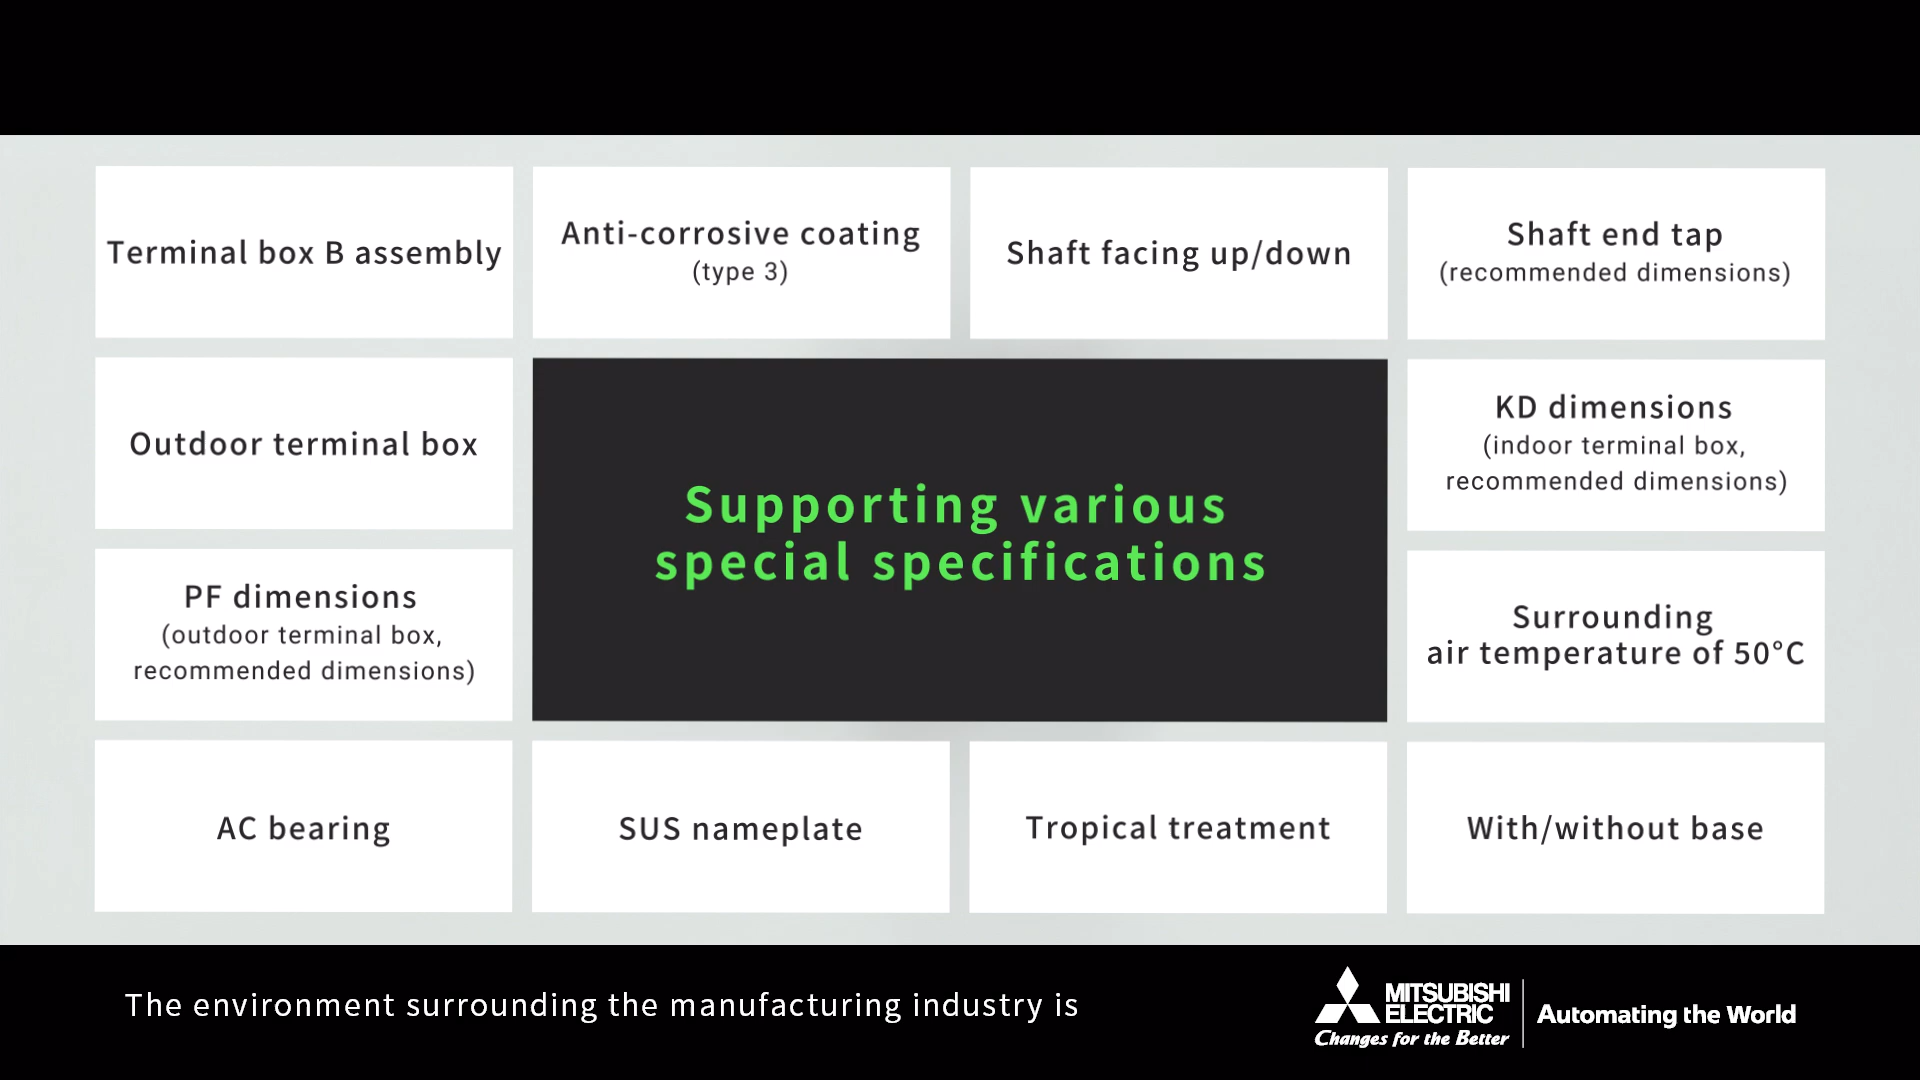 Terminal box B assembly
Anti-corrosive coating
(type 3)
Shaft facing up/down
Shaft end tap
(recommended dimensions)
Outdoor terminal box
Supporting various
special specifications
KD dimensions
(indoor terminal box,
recommended dimensions)
PF dimensions
(outdoor terminal box,
recommended dimensions)
Surrounding
air temperature of 50°C
AC bearing
SUS nameplate
Tropical treatment
With/without base
The environment surrounding the manufacturing industry is
MITSUBISHI
ELECTRIC
Changes for the Better
Automating the World